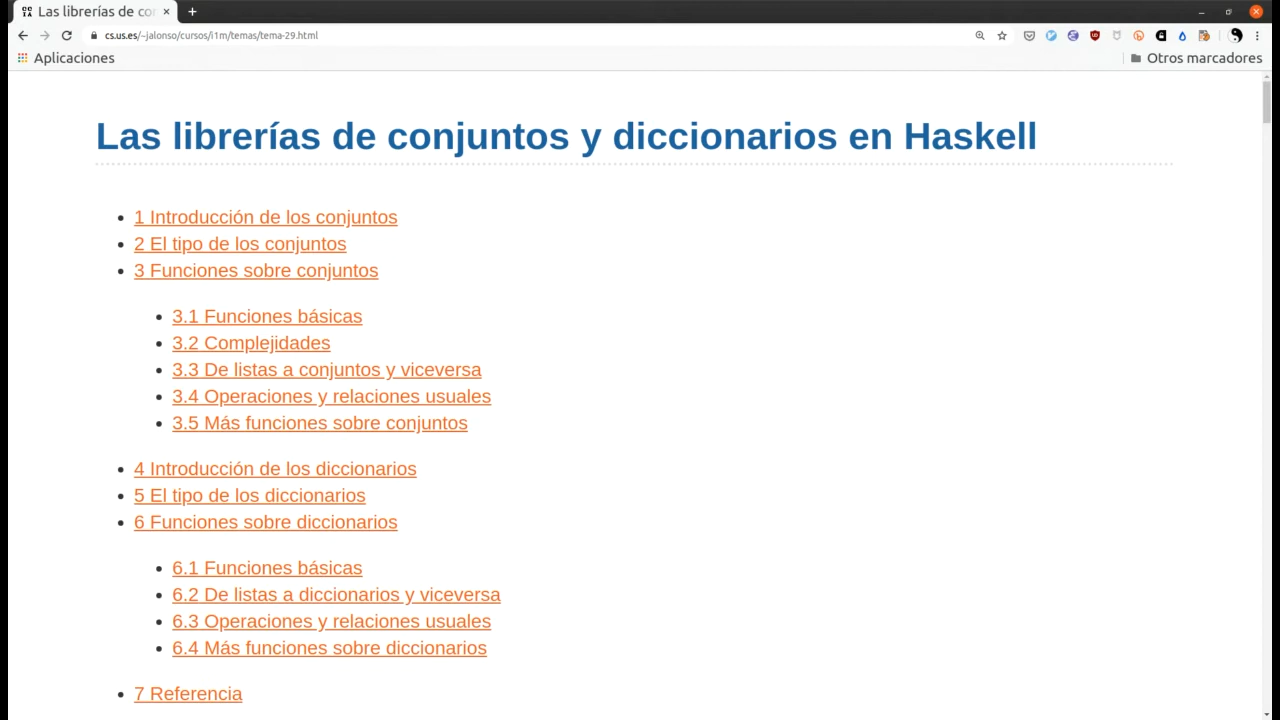 Las librerías de co
cs.us.es/~jalonso/cursos/i1m/temas/tema-29.html
Aplicaciones
Otros marcadores
Las librerías de conjuntos y diccionarios en Haskell
1 Introducción de los conjuntos
2 El tipo de los conjuntos
3 Funciones sobre conjuntos
3.1 Funciones básicas
3.2 Complejidades
3.3 De listas a conjuntos y viceversa
3.4 Operaciones y relaciones usuales
3.5 Más funciones sobre conjuntos
4 Introducción de los diccionarios
5 El tipo de los diccionarios
6 Funciones sobre diccionarios
6.1 Funciones básicas
6.2 De listas a diccionarios y viceversa
6.3 Operaciones y relaciones usuales
6.4 Más funciones sobre diccionarios
7 Referencia